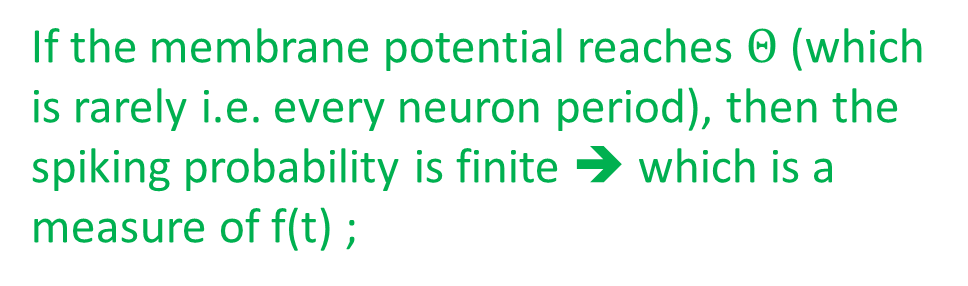 If the membrane potential reaches Θ (which
is rarely i.e. every neuron period), then the
spiking probability is finite ➔ which is a
measure of f(t) ;